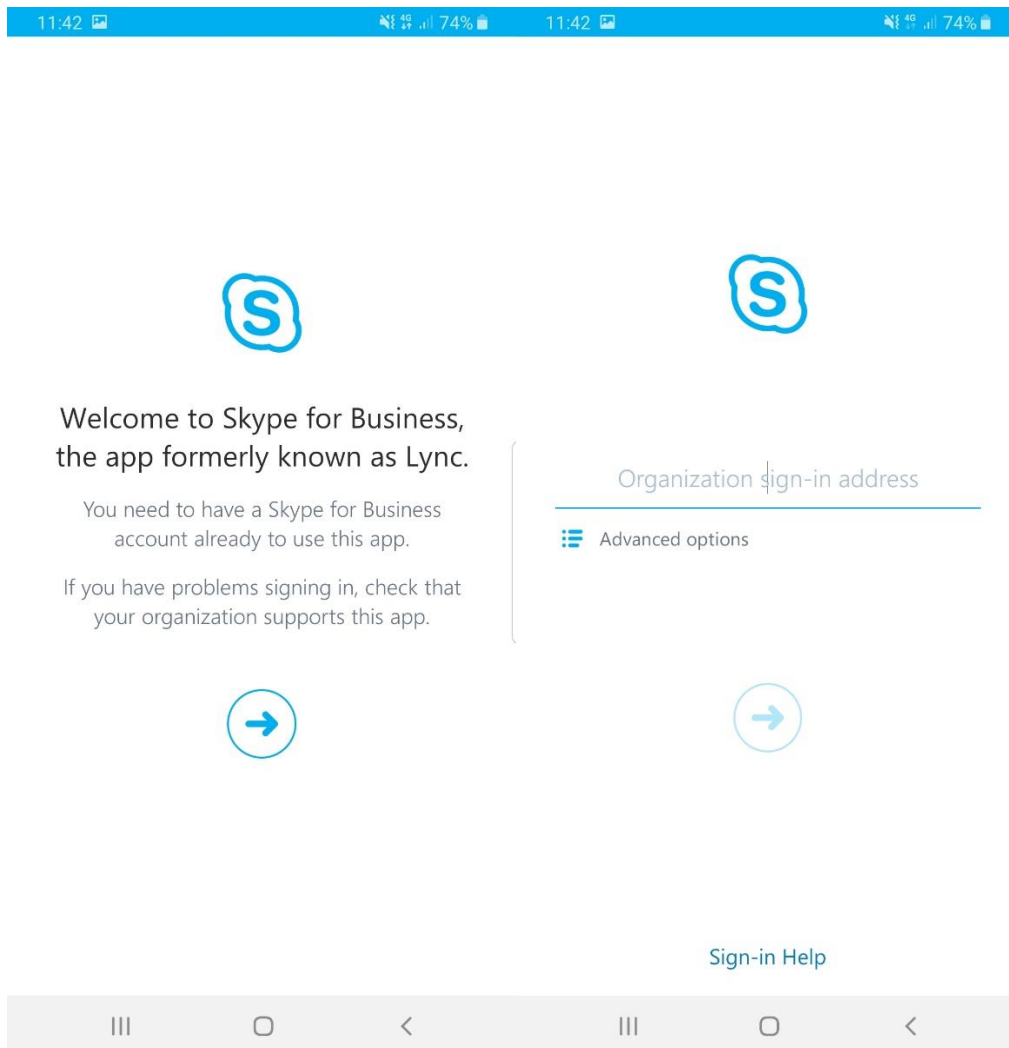 11:42 4G 74%
S
Welcome to Skype for Business,
the app formerly known as Lync.
You need to have a Skype for Business
account already to use this app.
If you have problems signing in, check that
your organization supports this app.
11:42 4G 74%
S
Organization sign-in address
Advanced options
Sign-in Help